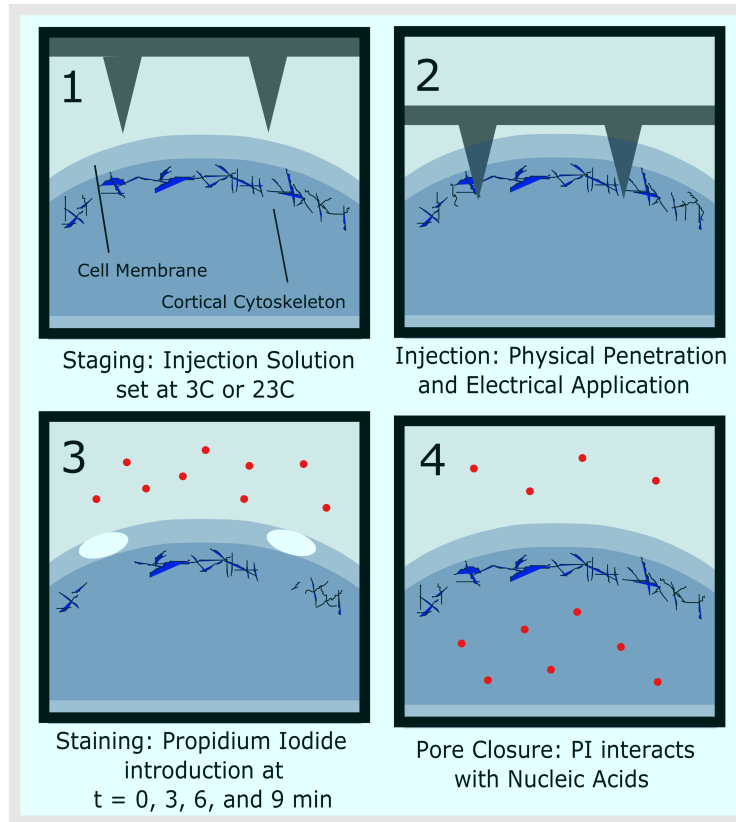 1
Cell Membrane
Cortical Cytoskeleton
Staging: Injection Solution
set at 3C or 23C
2
Injection: Physical Penetration
and Electrical Application
3
Staining: Propidium Iodide
introduction at
t = 0, 3, 6, and 9 min
4
Pore Closure: PI interacts
with Nucleic Acids